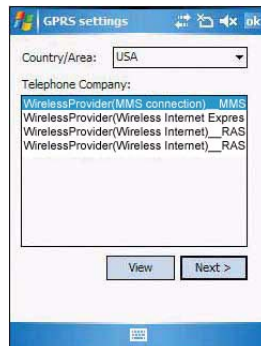 GPRS settings ok
Country/Area: USA
Telephone Company:
WirelessProvider(MMS connection)__MMS
WirelessProvider(Wireless Internet Expres
WirelessProvider(Wireless Internet)__RAS
WirelessProvider(Wireless Internet)__RAS
View Next >